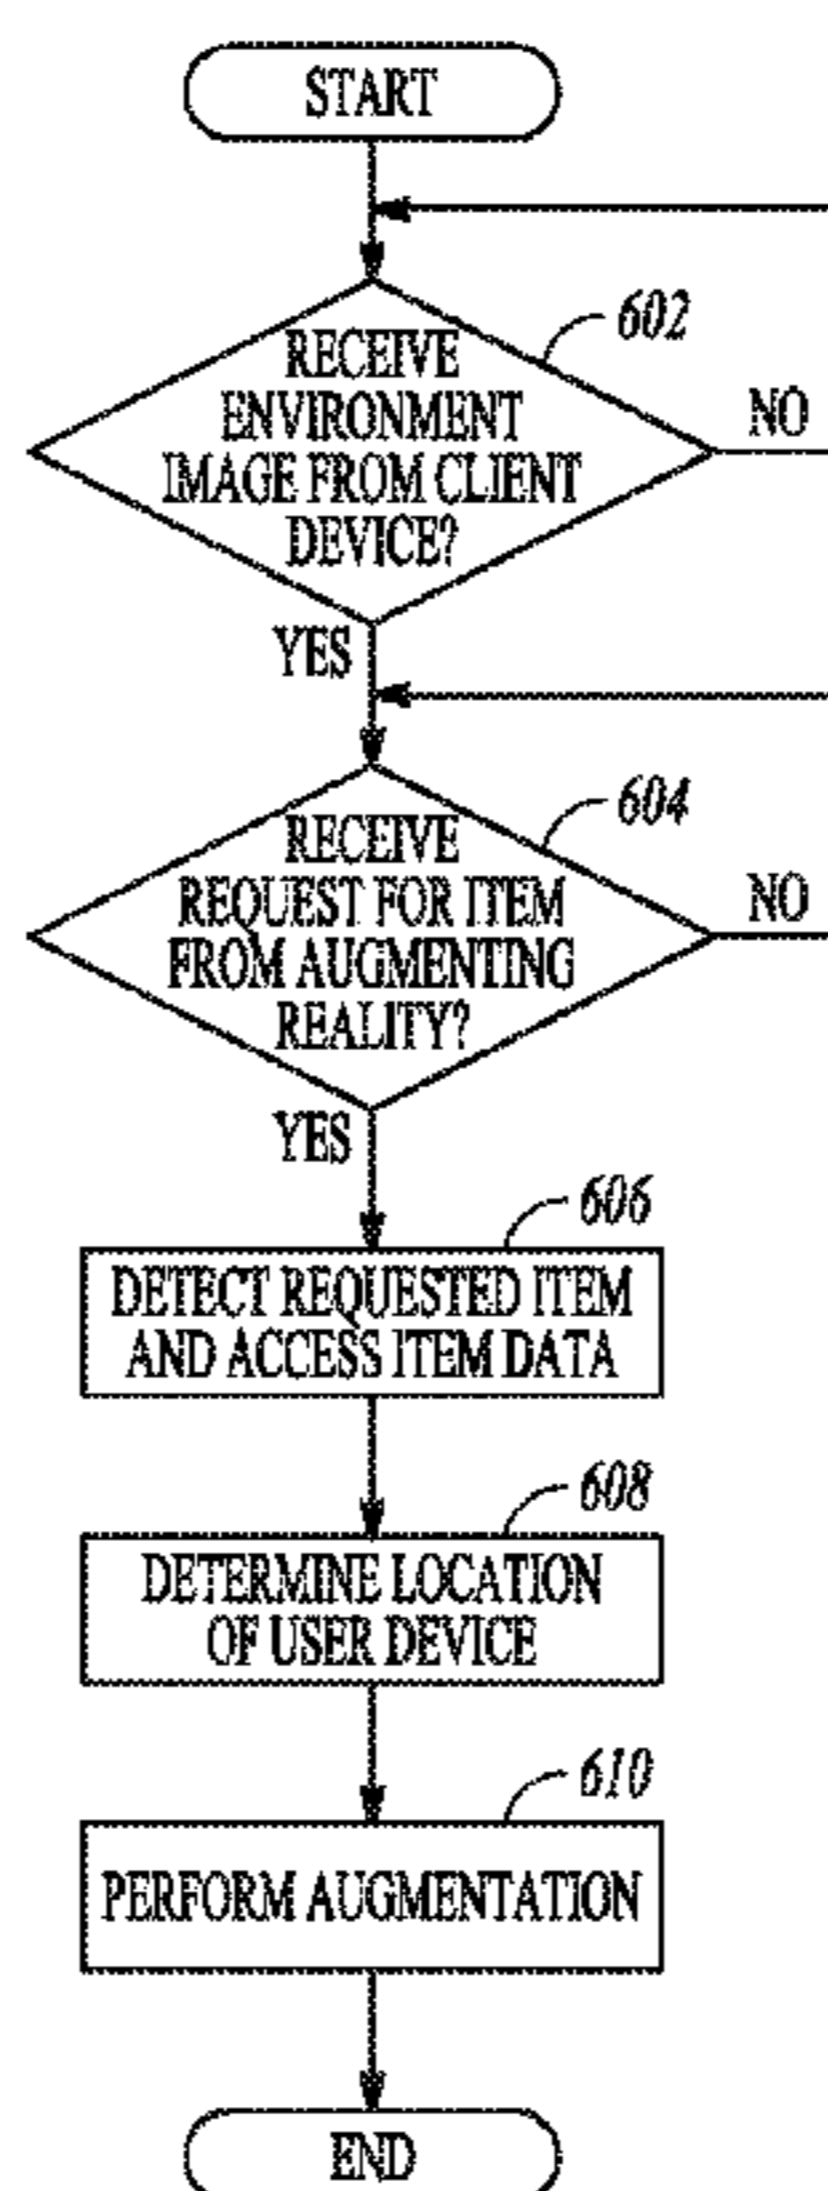 START
602
RECEIVE
ENVIRONMENT
IMAGE FROM CLIENT
DEVICE?
NO
YES
604
RECEIVE
REQUEST FOR ITEM
FROM AUGMENTING
REALITY?
NO
YES
606
DETECT REQUESTED ITEM
AND ACCESS ITEM DATA
608
DETERMINE LOCATION
OF USER DEVICE
610
PERFORM AUGMENTATION
END